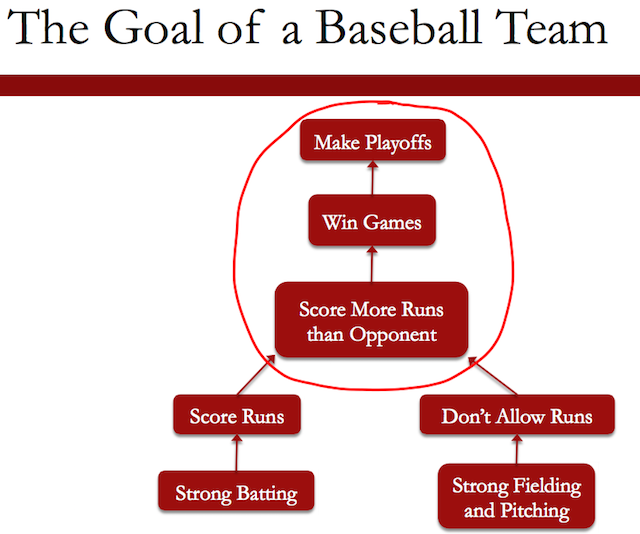 The Goal of a Baseball Team
Make Playoffs
Win Games
Score More Runs
than Opponent
Score Runs
Don't Allow Runs
Strong Batting
Strong Fielding
and Pitching